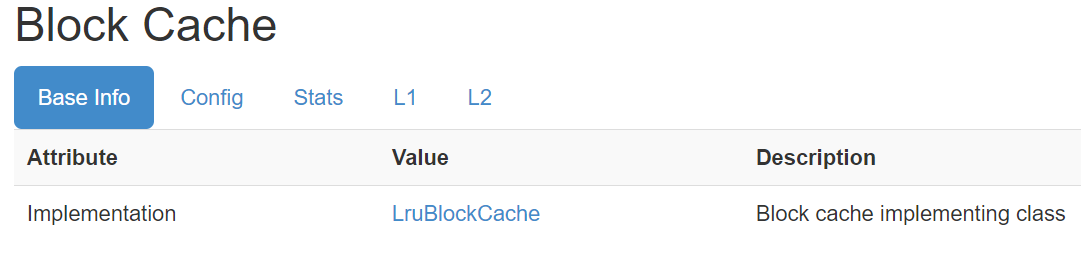 Block Cache
Base Info Config Stats L1 L2
Attribute Value Description
Implementation LruBlockCache Block cache implementing class